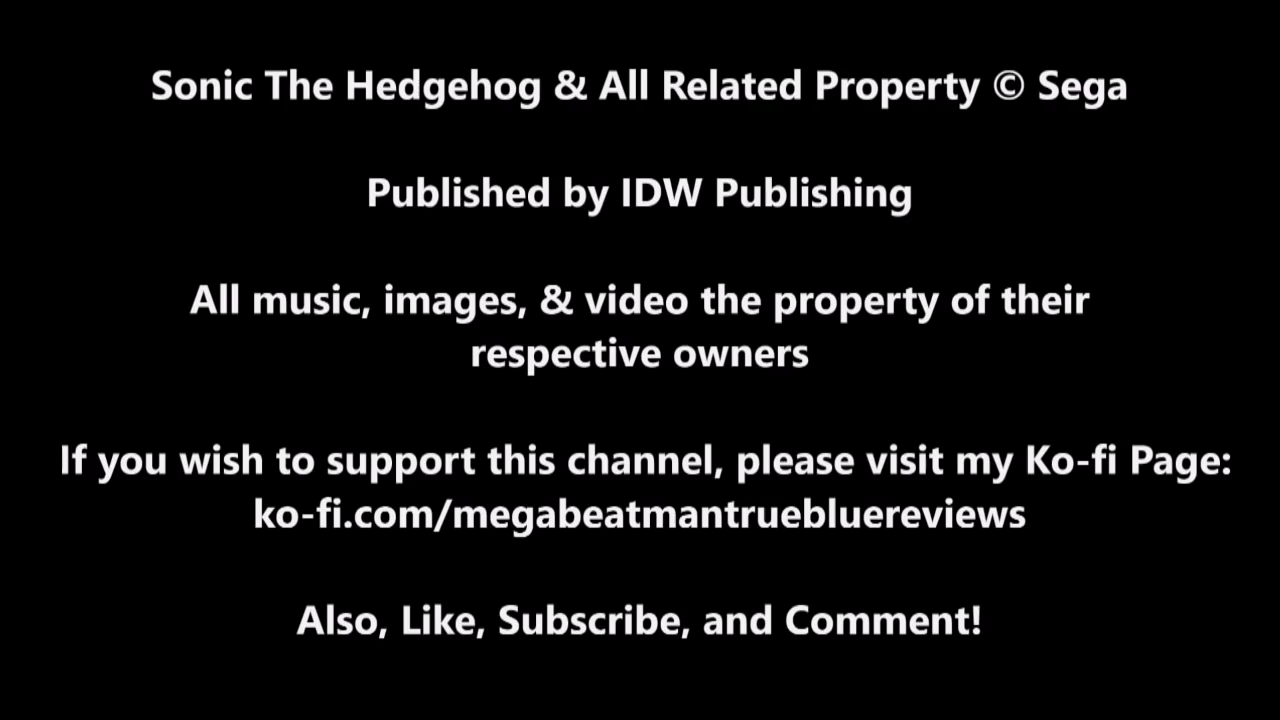 Sonic The Hedgehog & All Related Property © Sega
Published by IDW Publishing
All music, images, & video the property of their
respective owners
If you wish to support this channel, please visit my Ko-fi Page:
ko-fi.com/megabeatmantruebluereviews
Also, Like, Subscribe, and Comment!